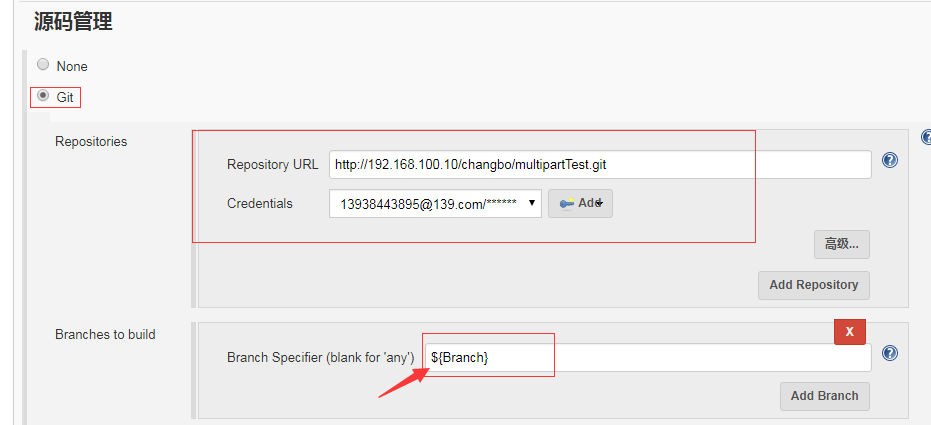 源码管理
None
Git
Repositories
Repository URL http://192.168.100.10/changbo/multipartTest.git
Credentials 13938443895@139.com/****** Add
高级...
Add Repository
Branches to build
X
Branch Specifier (blank for 'any') ${Branch}
Add Branch